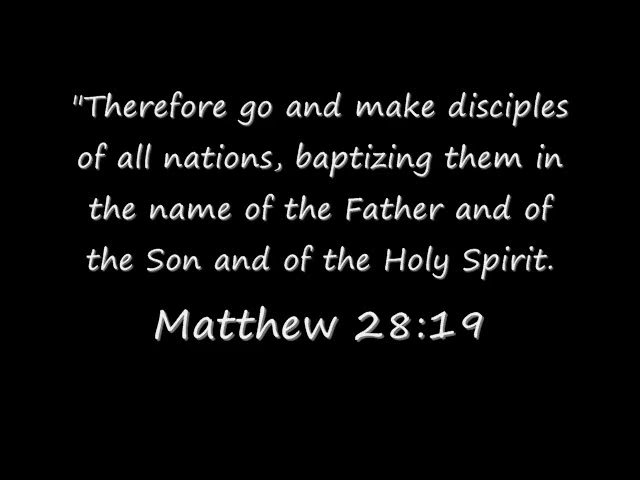 "Therefore go and make disciples
of all nations, baptizing them in
the name of the Father and of
the Son and of the Holy Spirit.
Matthew 28:19